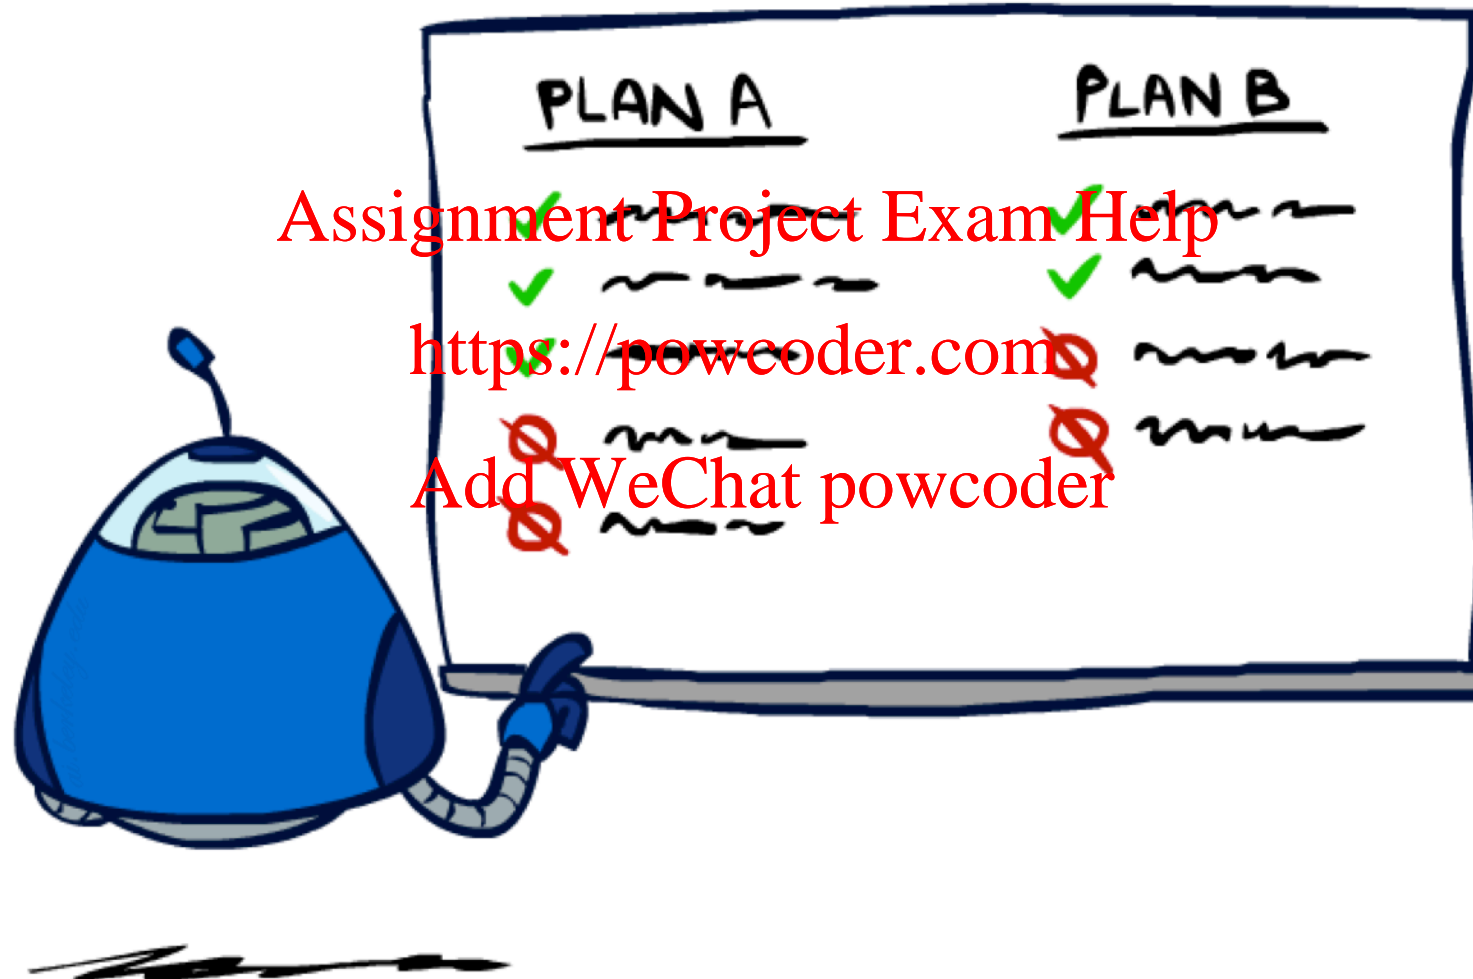 PLAN A
PLAN B
Assignment Project Exam Help
https://powcoder.com
Add WeChat powcoder